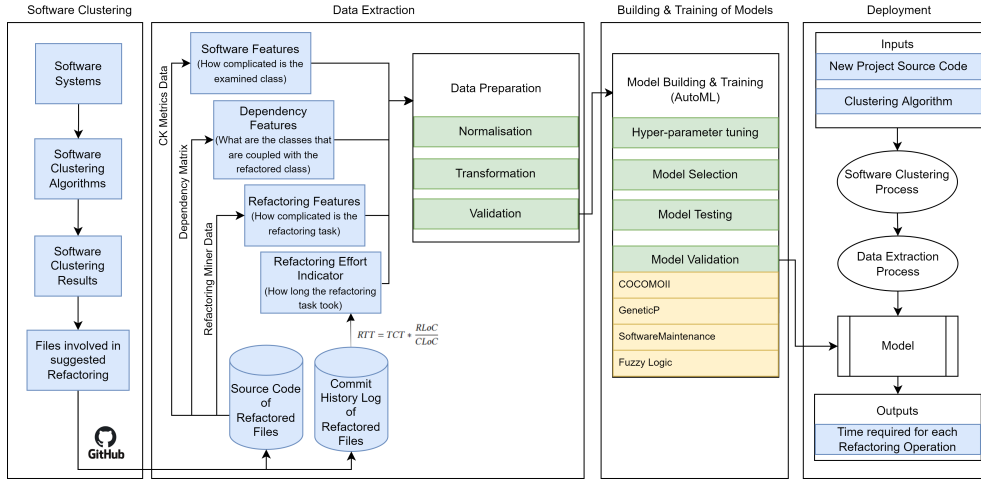 Software Clustering
Data Extraction
Building & Training of Models
Deployment
Software
Systems
Software
Clustering
Algorithms
Software
Clustering
Results
Files involved in
suggested
Refactoring
GitHub
CK Metrics Data
Dependency Matrix
Refactoring Miner Data
Software Features
(How complicated is the
examined class)
Dependency
Features
(What are the classes that
are coupled with the
refactored class)
Refactoring Features
(How complicated is the
refactoring task)
Refactoring Effort
Indicator
(How long the refactoring
task took)
RTT = TCT * RLoC
CLoC
Source Code
of
Refactored
Files
Commit
History Log
of
Refactored
Files
Data Preparation
Normalisation
Transformation
Validation
Model Building & Training
(AutoML)
Hyper-parameter tuning
Model Selection
Model Testing
Model Validation
COCOMOII
GeneticP
SoftwareMaintenance
Fuzzy Logic
Inputs
New Project Source Code
Clustering Algorithm
Software Clustering
Process
Data Extraction
Process
Model
Outputs
Time required for each
Refactoring Operation